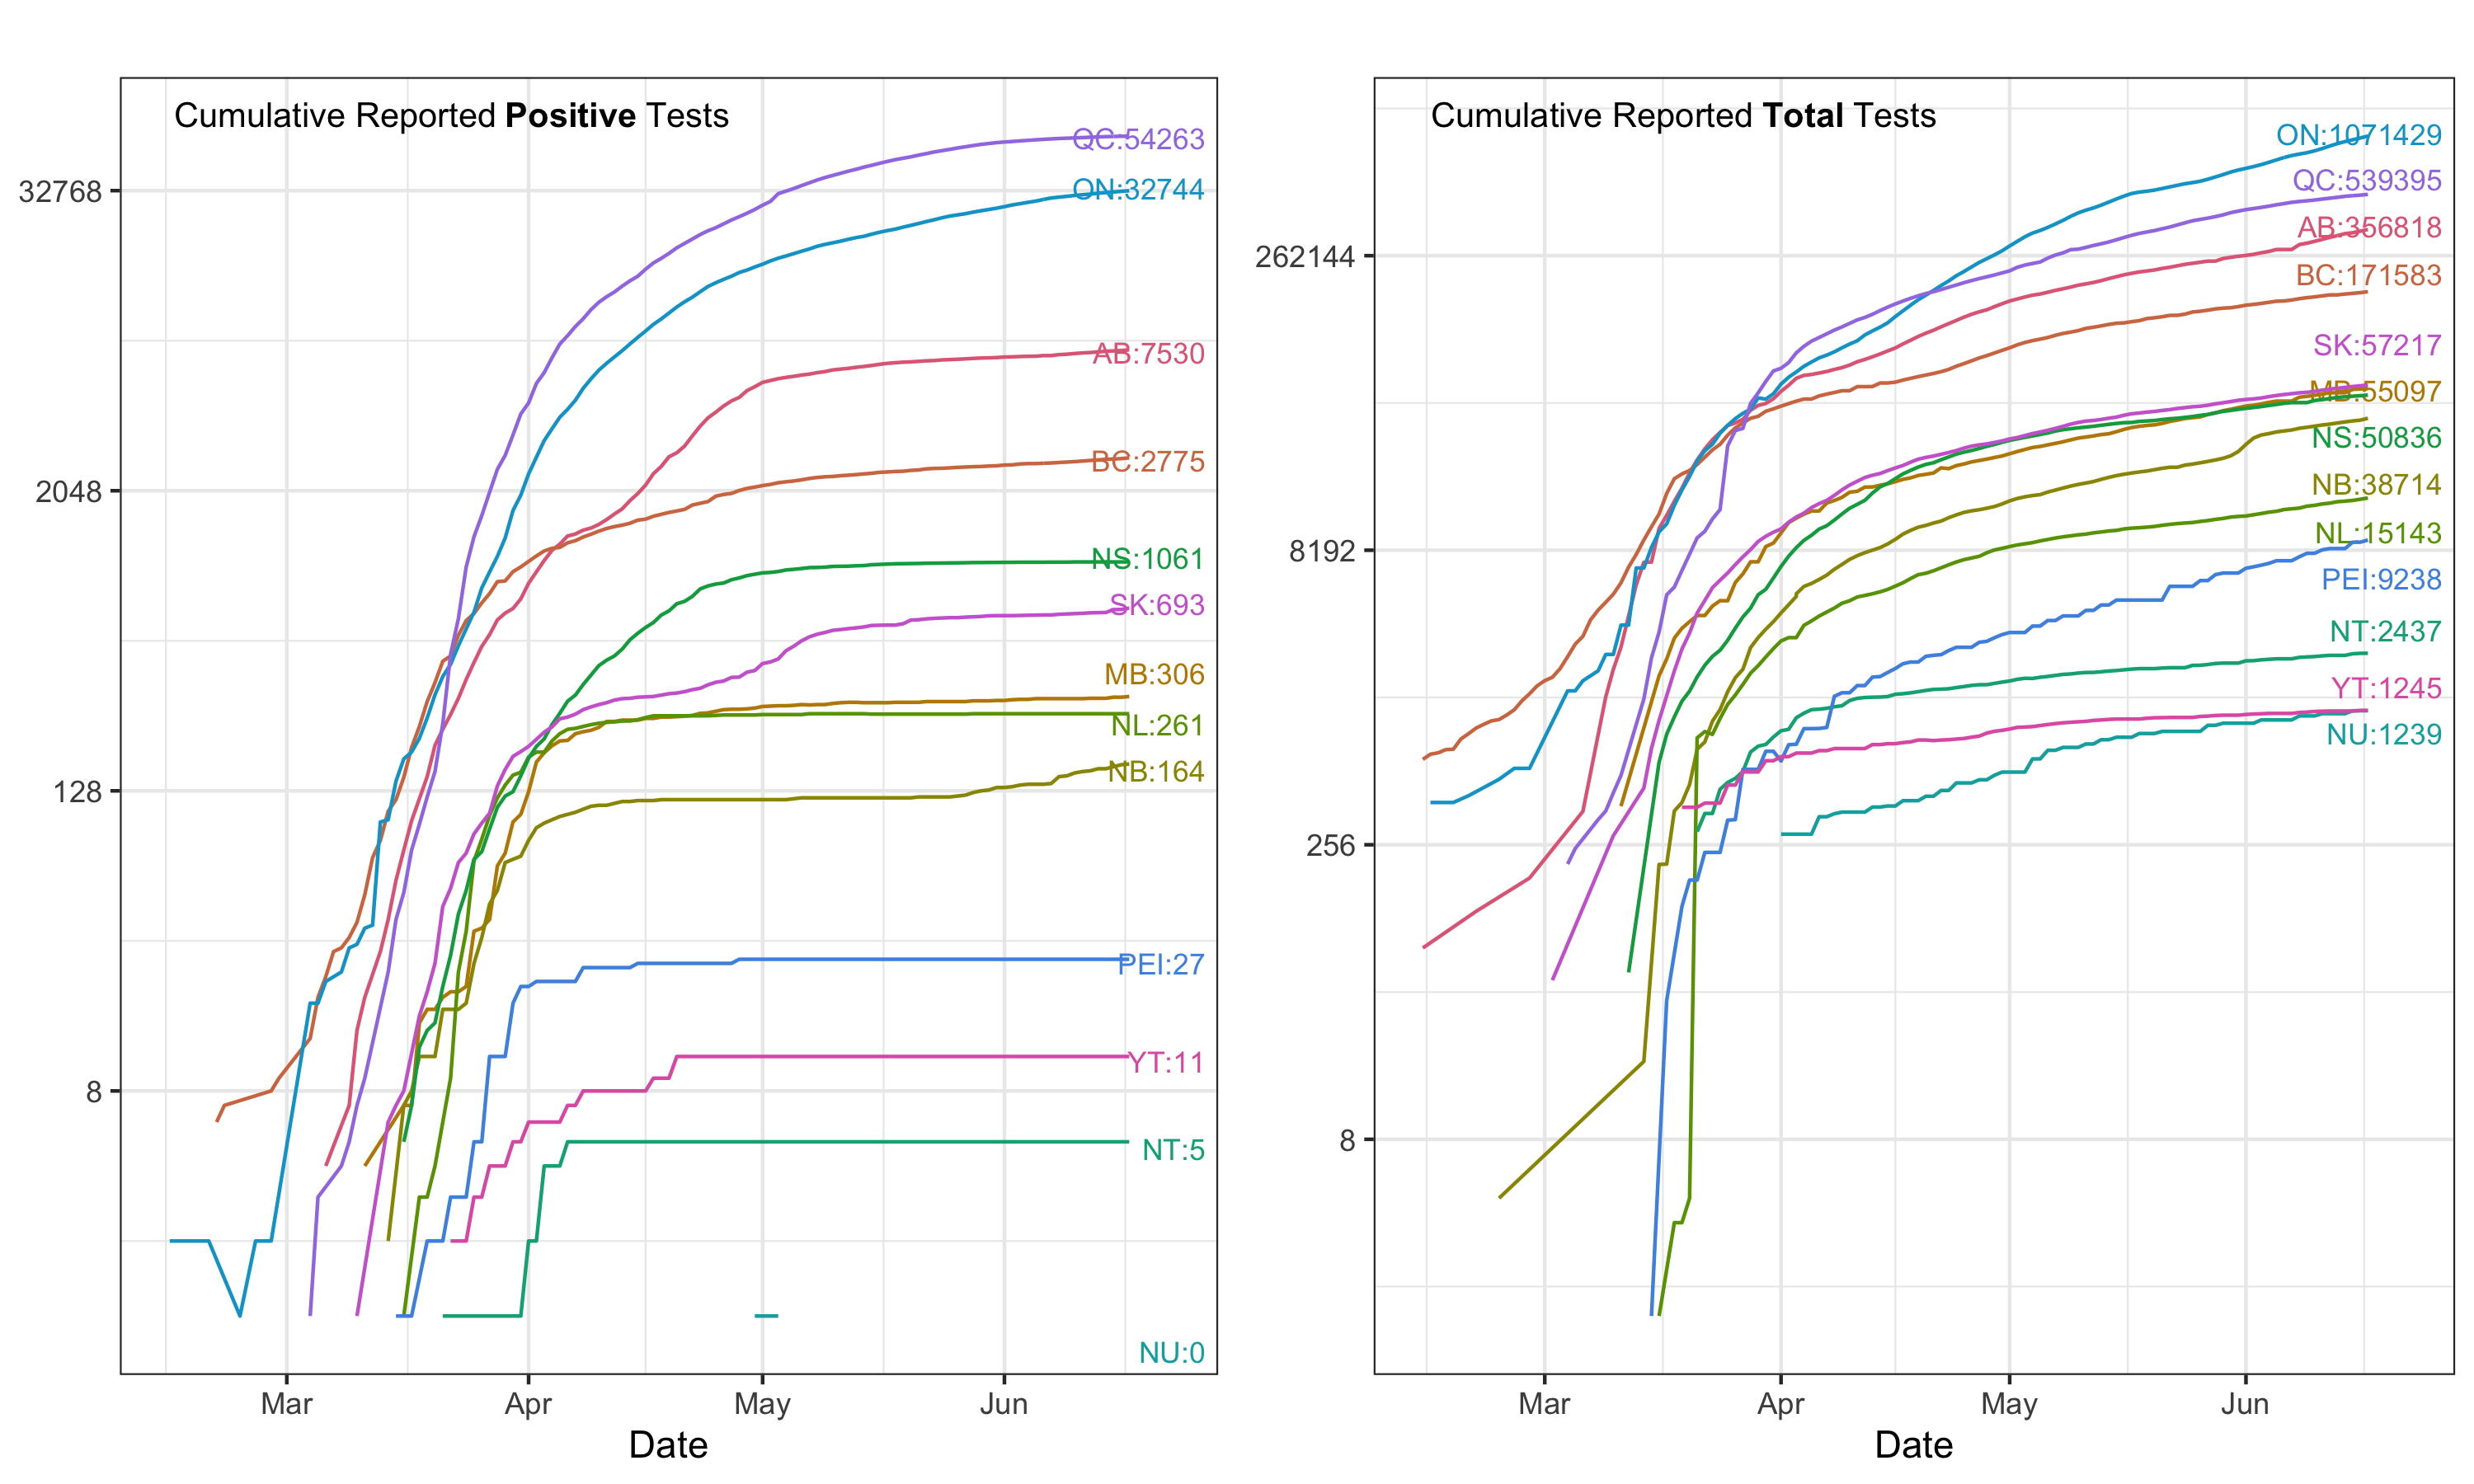 Cumulative Reported Positive Tests
QC:54263
ON:32744
AB:7530
BC:2775
NS:1061
SK:693
MB:306
NL:261
NB:164
PEI:27
YT:11
NT:5
NU:0
32768
2048
128
8
Mar Apr May Jun
Date
Cumulative Reported Total Tests
ON:1071429
QC:539395
AB:356818
BC:171583
SK:57217
MB:55097
NS:50836
NB:38714
NL:15143
PEI:9238
NT:2437
YT:1245
NU:1239
262144
8192
256
8
Mar Apr May Jun
Date